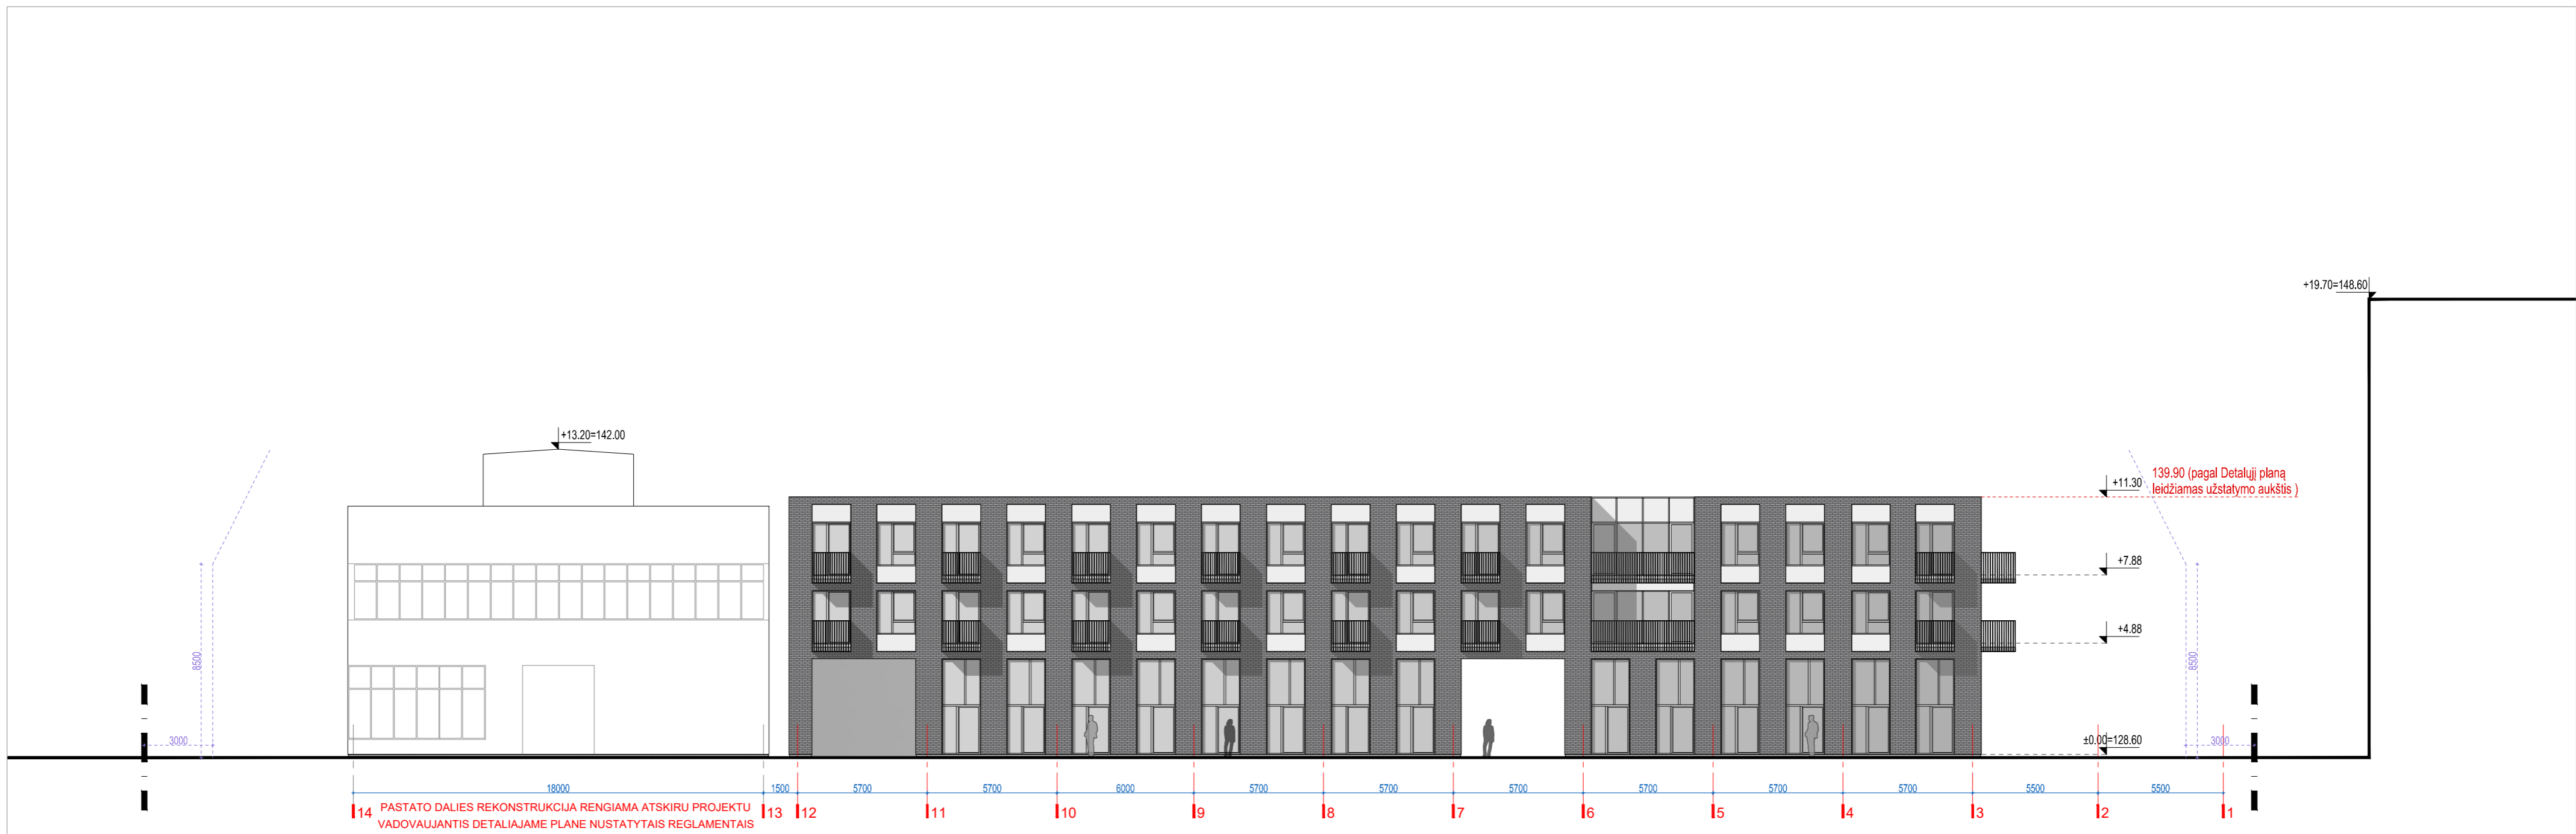 +19.70=148.60
+13.20=142.00
139.90 (pagal Detalųjį planą
leidžiamas užstatymo aukštis )
+11.30
+7.88
+4.88
8500
8500
3000
±0.00=128.60
3000
18000 1500 5700 5700 6000 5700 5700 5700 5700 5700 5700 5500 5500
14 PASTATO DALIES REKONSTRUKCIJA RENGIAMA ATSKIRU PROJEKTU 13 12 11 10 9 8 7 6 5 4 3 2 1
VADOVAUJANTIS DETALIAJAME PLANE NUSTATYTAIS REGLAMENTAIS